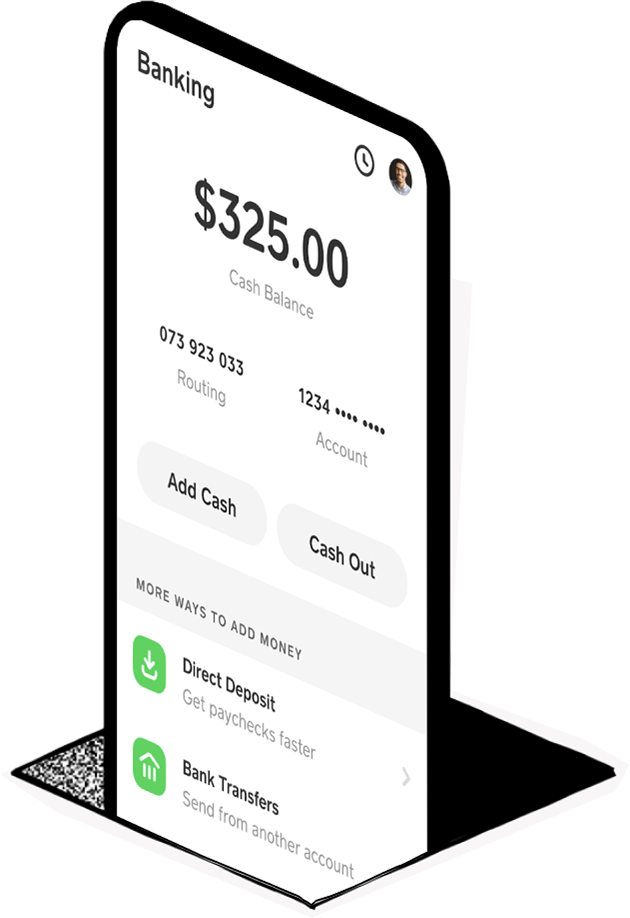 Banking
$325.00
Cash Balance
073 923 033
Routing
1234 •••• ••••
Account
Add Cash
Cash Out
MORE WAYS TO ADD MONEY
Direct Deposit
Get paychecks faster
Bank Transfers
Send from another account